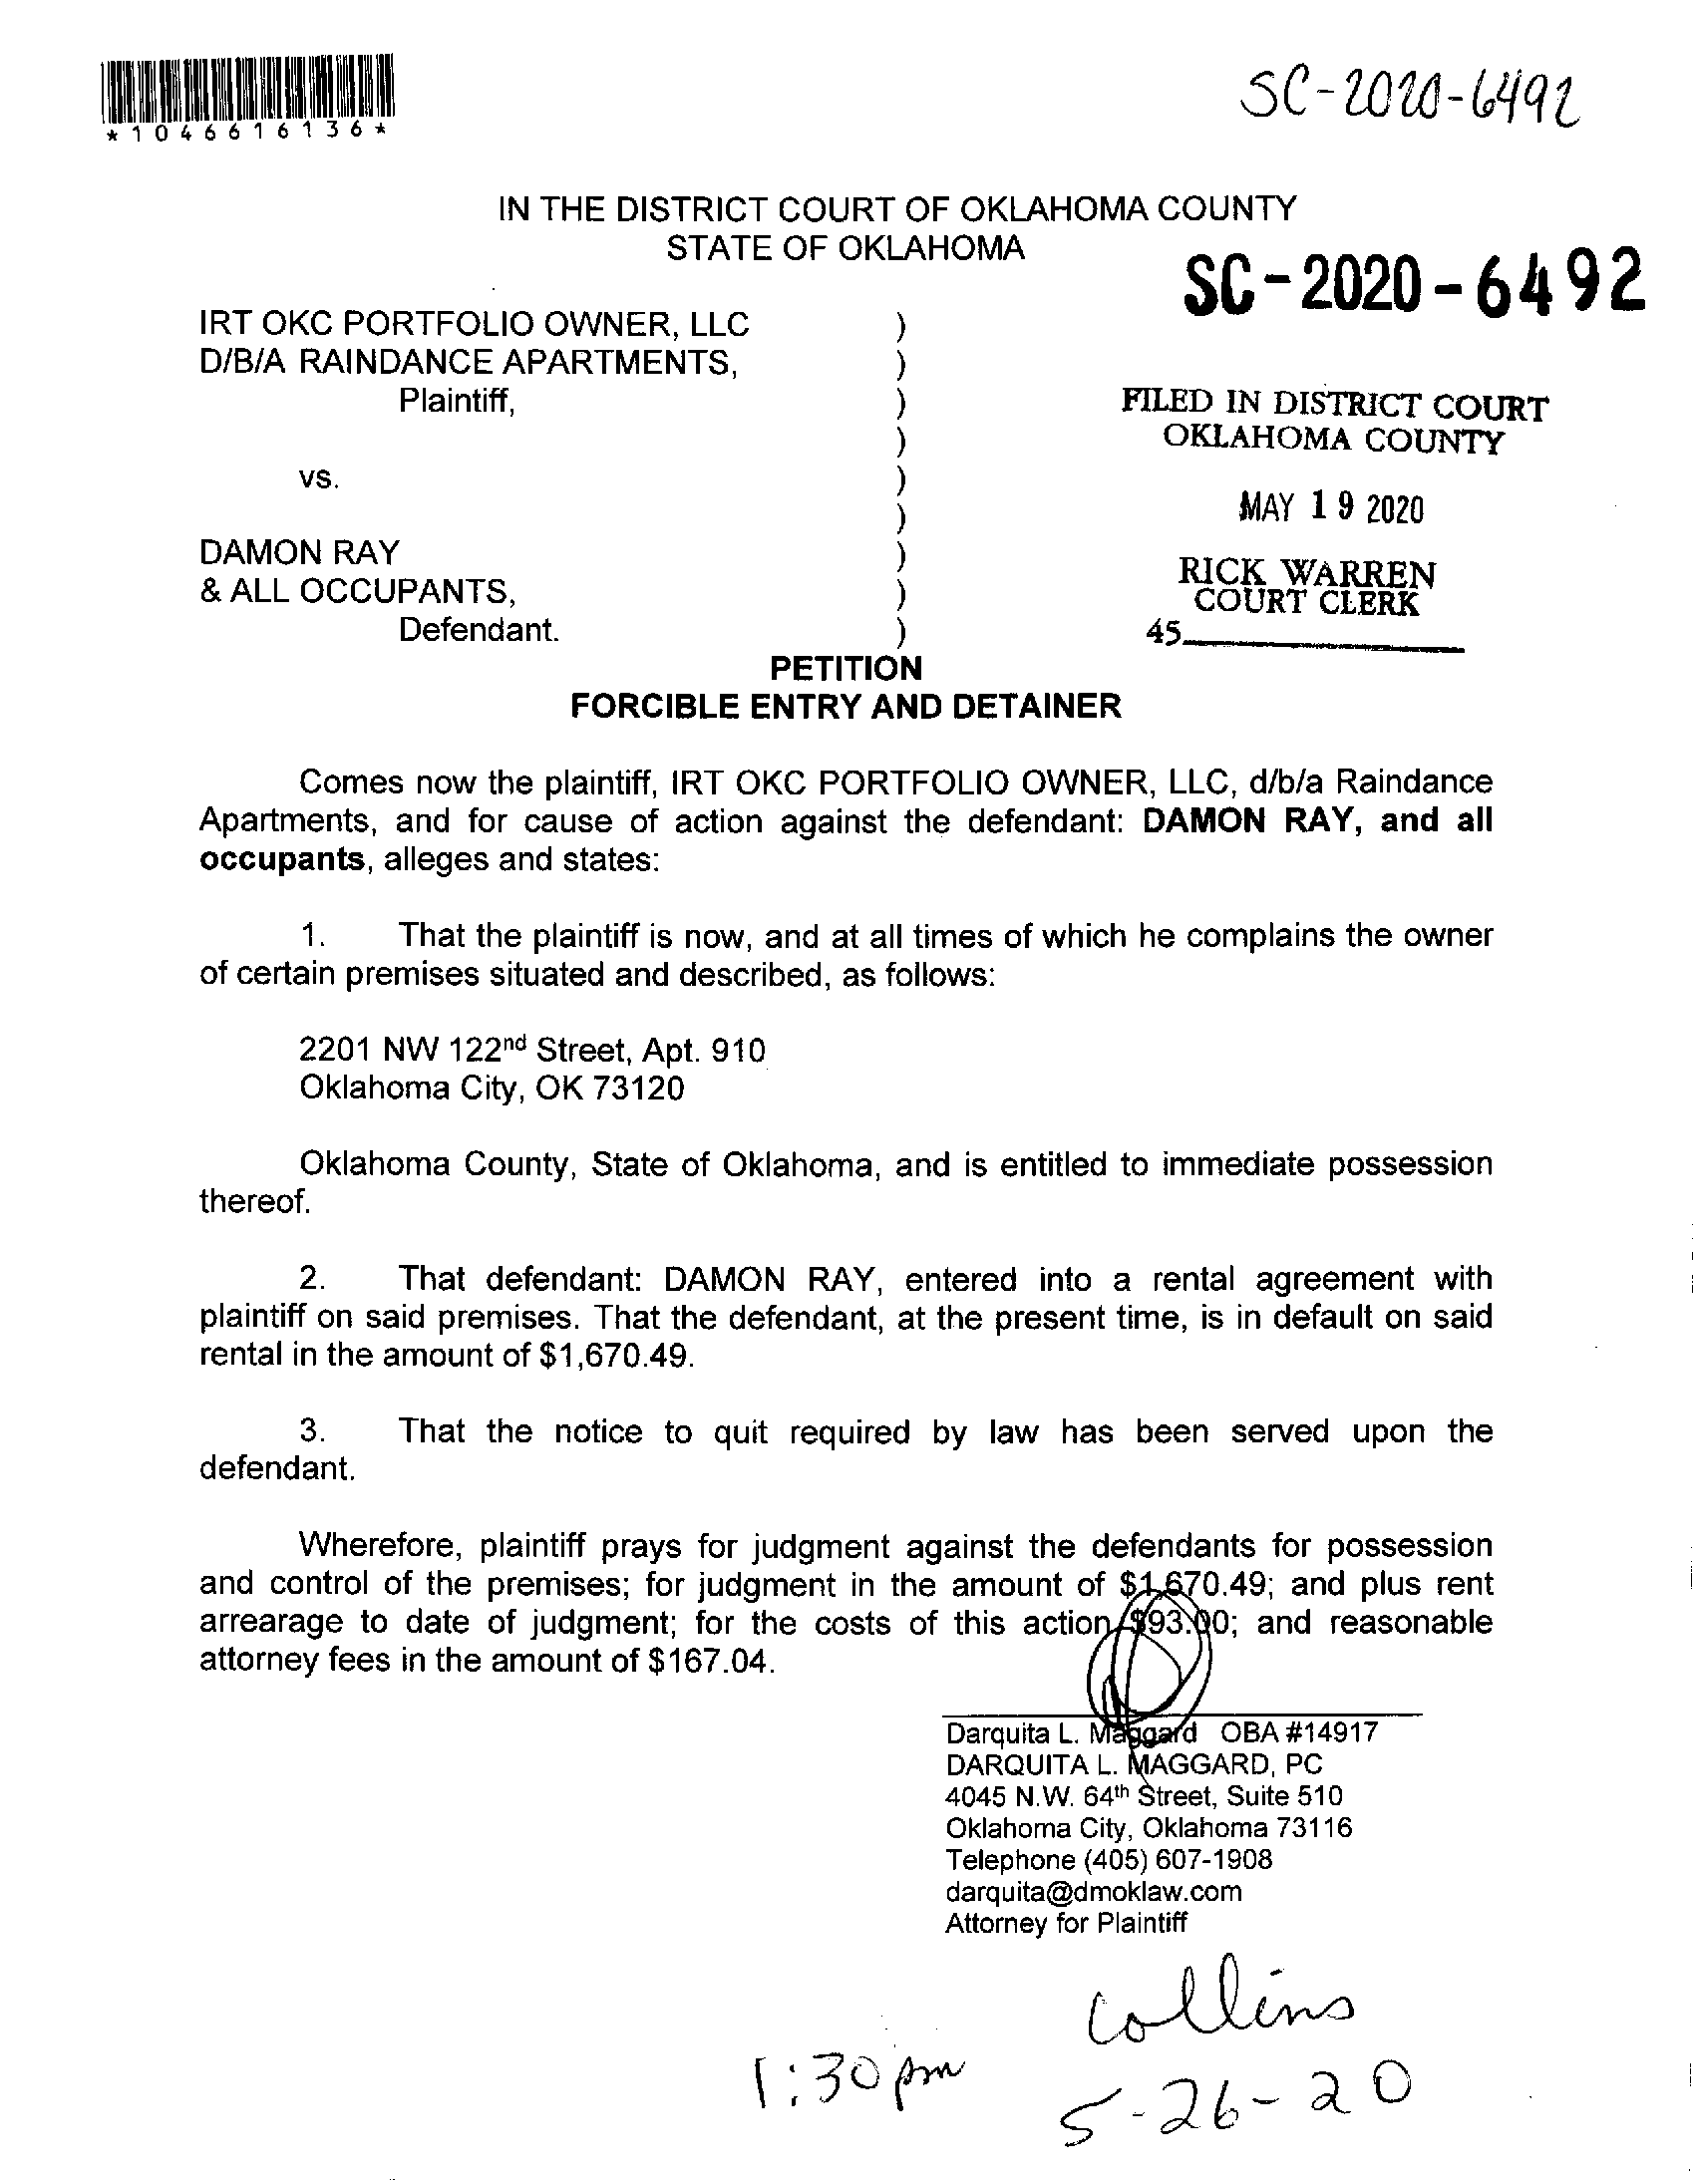 *1046616136*
SC-2020-6492
IN THE DISTRICT COURT OF OKLAHOMA COUNTY
STATE OF OKLAHOMA
SC-2020-6492
IRT OKC PORTFOLIO OWNER, LLC )
D/B/A RAINDANCE APARTMENTS, )
Plaintiff, )
)
vs. )
)
DAMON RAY )
& ALL OCCUPANTS, )
Defendant. )
FILED IN DISTRICT COURT
OKLAHOMA COUNTY
MAY 19 2020
RICK WARREN
COURT CLERK
45
PETITION
FORCIBLE ENTRY AND DETAINER
Comes now the plaintiff, IRT OKC PORTFOLIO OWNER, LLC, d/b/a Raindance
Apartments, and for cause of action against the defendant: DAMON RAY, and all
occupants, alleges and states:
1. That the plaintiff is now, and at all times of which he complains the owner
of certain premises situated and described, as follows:
2201 NW 122nd Street, Apt. 910
Oklahoma City, OK 73120
Oklahoma County, State of Oklahoma, and is entitled to immediate possession
thereof.
2. That defendant: DAMON RAY, entered into a rental agreement with
plaintiff on said premises. That the defendant, at the present time, is in default on said
rental in the amount of $1,670.49.
3. That the notice to quit required by law has been served upon the
defendant.
Wherefore, plaintiff prays for judgment against the defendants for possession
and control of the premises; for judgment in the amount of $1,670.49; and plus rent
arrearage to date of judgment; for the costs of this action $93.00; and reasonable
attorney fees in the amount of $167.04.
Darquita L. Maggard OBA #14917
DARQUITA L. MAGGARD, PC
4045 N.W. 64th Street, Suite 510
Oklahoma City, Oklahoma 73116
Telephone (405) 607-1908
darquita@dmoklaw.com
Attorney for Plaintiff
Collins
1:30pm
5-26-20